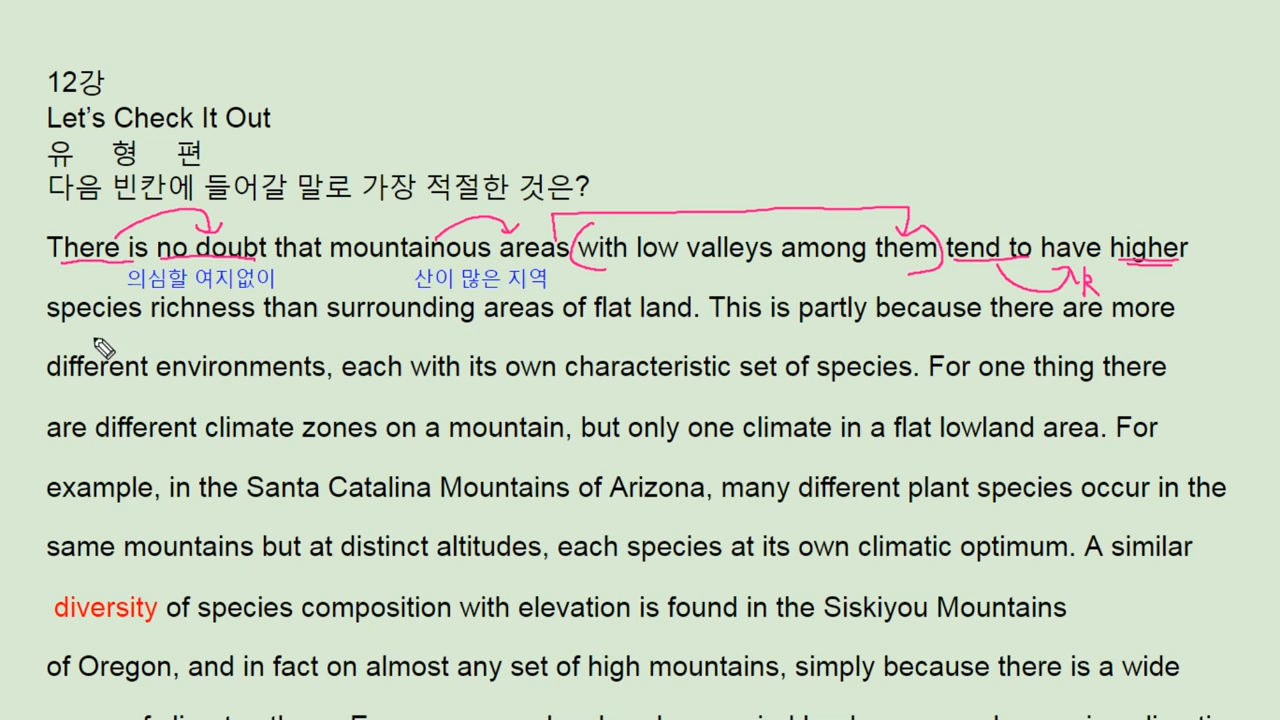 12강
Let's Check It Out
유 형 편
다음 빈칸에 들어갈 말로 가장 적절한 것은?
There is no doubt that mountainous areas with low valleys among them tend to have higher
의심할 여지없이 산이 많은 지역
R
species richness than surrounding areas of flat land. This is partly because there are more
different environments, each with its own characteristic set of species. For one thing there
are different climate zones on a mountain, but only one climate in a flat lowland area. For
example, in the Santa Catalina Mountains of Arizona, many different plant species occur in the
same mountains but at distinct altitudes, each species at its own climatic optimum. A similar
diversity of species composition with elevation is found in the Siskiyou Mountains
of Oregon, and in fact on almost any set of high mountains, simply because there is a wide